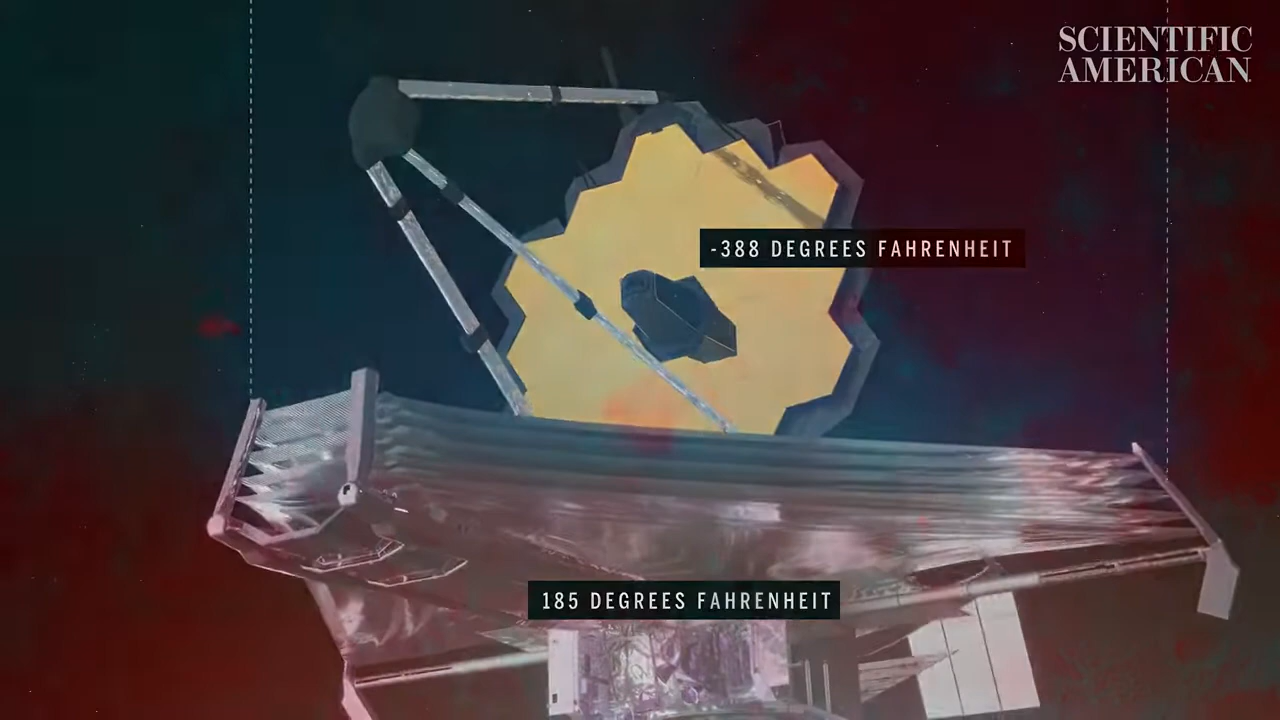 SCIENTIFIC
AMERICAN
-388 DEGREES FAHRENHEIT
185 DEGREES FAHRENHEIT